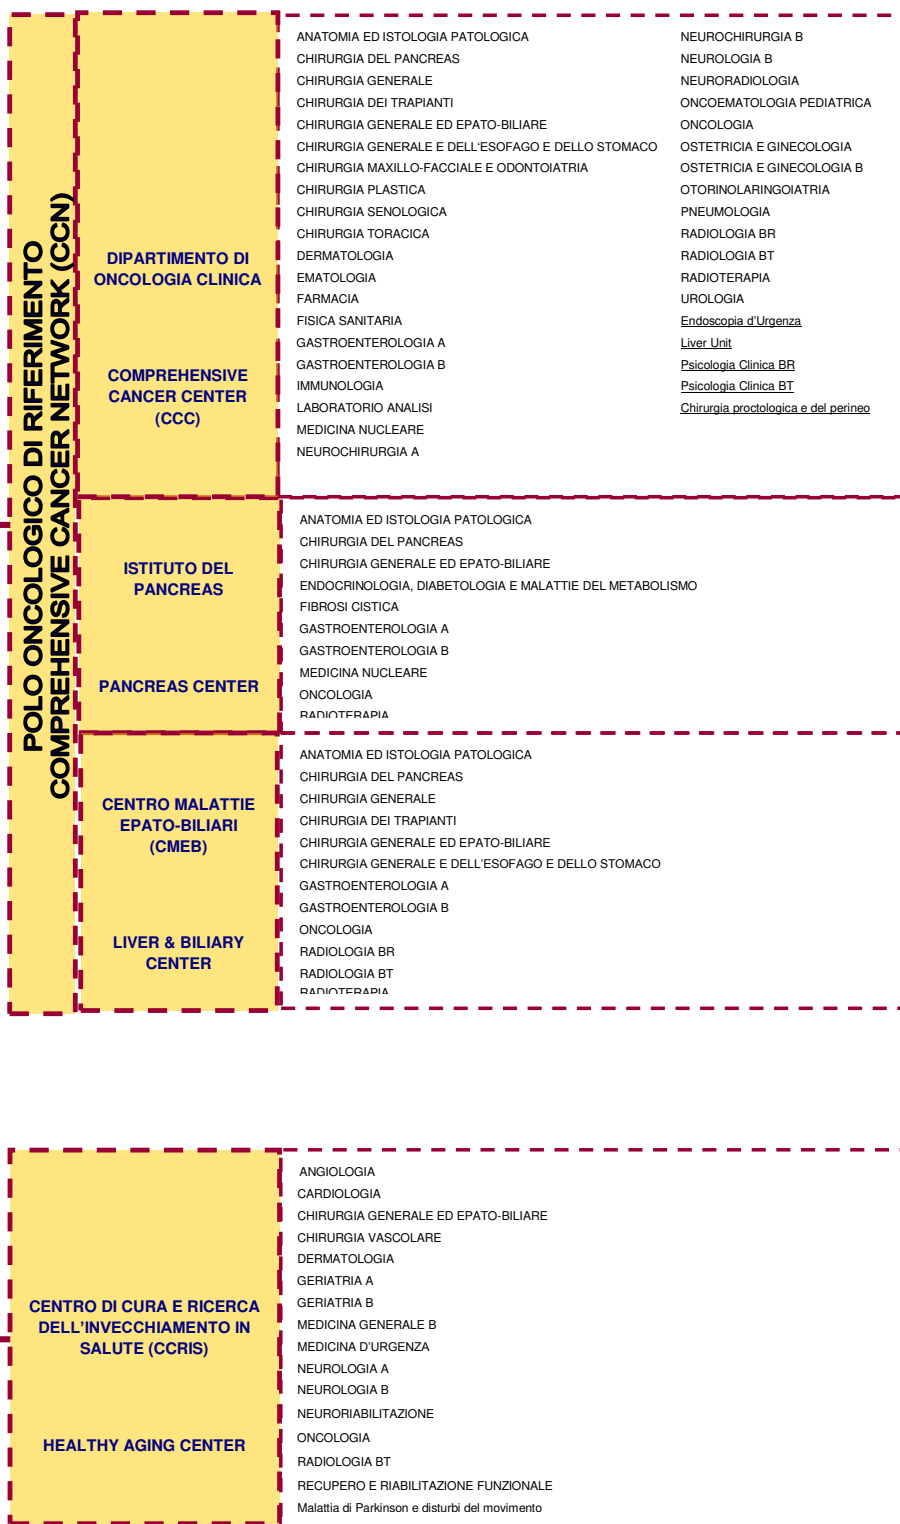 POLO ONCOLOGICO DI RIFERIMENTO
COMPREHENSIVE CANCER NETWORK (CCN)
DIPARTIMENTO DI
ONCOLOGIA CLINICA
COMPREHENSIVE
CANCER CENTER
(CCC)
ANATOMIA ED ISTOLOGIA PATOLOGICA
CHIRURGIA DEL PANCREAS
CHIRURGIA GENERALE
CHIRURGIA DEI TRAPIANTI
CHIRURGIA GENERALE ED EPATO-BILIARE
CHIRURGIA GENERALE E DELL'ESOFAGO E DELLO STOMACO
CHIRURGIA MAXILLO-FACCIALE E ODONTOIATRIA
CHIRURGIA PLASTICA
CHIRURGIA SENOLOGICA
CHIRURGIA TORACICA
DERMATOLOGIA
EMATOLOGIA
FARMACIA
FISICA SANITARIA
GASTROENTEROLOGIA A
GASTROENTEROLOGIA B
IMMUNOLOGIA
LABORATORIO ANALISI
MEDICINA NUCLEARE
NEUROCHIRURGIA A
NEUROCHIRURGIA B
NEUROLOGIA B
NEURORADIOLOGIA
ONCOEMATOLOGIA PEDIATRICA
ONCOLOGIA
OSTETRICIA E GINECOLOGIA
OSTETRICIA E GINECOLOGIA B
OTORINOLARINGOIATRIA
PNEUMOLOGIA
RADIOLOGIA BR
RADIOLOGIA BT
RADIOTERAPIA
UROLOGIA
Endoscopia d'Urgenza
Liver Unit
Psicologia Clinica BR
Psicologia Clinica BT
Chirurgia proctologica e del perineo
ISTITUTO DEL
PANCREAS
PANCREAS CENTER
ANATOMIA ED ISTOLOGIA PATOLOGICA
CHIRURGIA DEL PANCREAS
CHIRURGIA GENERALE ED EPATO-BILIARE
ENDOCRINOLOGIA, DIABETOLOGIA E MALATTIE DEL METABOLISMO
FIBROSI CISTICA
GASTROENTEROLOGIA A
GASTROENTEROLOGIA B
MEDICINA NUCLEARE
ONCOLOGIA
RADIOTERAPIA
CENTRO MALATTIE
EPATO-BILIARI
(CMEB)
LIVER & BILIARY
CENTER
ANATOMIA ED ISTOLOGIA PATOLOGICA
CHIRURGIA DEL PANCREAS
CHIRURGIA GENERALE
CHIRURGIA DEI TRAPIANTI
CHIRURGIA GENERALE ED EPATO-BILIARE
CHIRURGIA GENERALE E DELL'ESOFAGO E DELLO STOMACO
GASTROENTEROLOGIA A
GASTROENTEROLOGIA B
ONCOLOGIA
RADIOLOGIA BR
RADIOLOGIA BT
RADIOTERAPIA
CENTRO DI CURA E RICERCA
DELL'INVECCHIAMENTO IN
SALUTE (CCRIS)
HEALTHY AGING CENTER
ANGIOLOGIA
CARDIOLOGIA
CHIRURGIA GENERALE ED EPATO-BILIARE
CHIRURGIA VASCOLARE
DERMATOLOGIA
GERIATRIA A
GERIATRIA B
MEDICINA GENERALE B
MEDICINA D'URGENZA
NEUROLOGIA A
NEUROLOGIA B
NEURORIABILITAZIONE
ONCOLOGIA
RADIOLOGIA BT
RECUPERO E RIABILITAZIONE FUNZIONALE
Malattia di Parkinson e disturbi del movimento